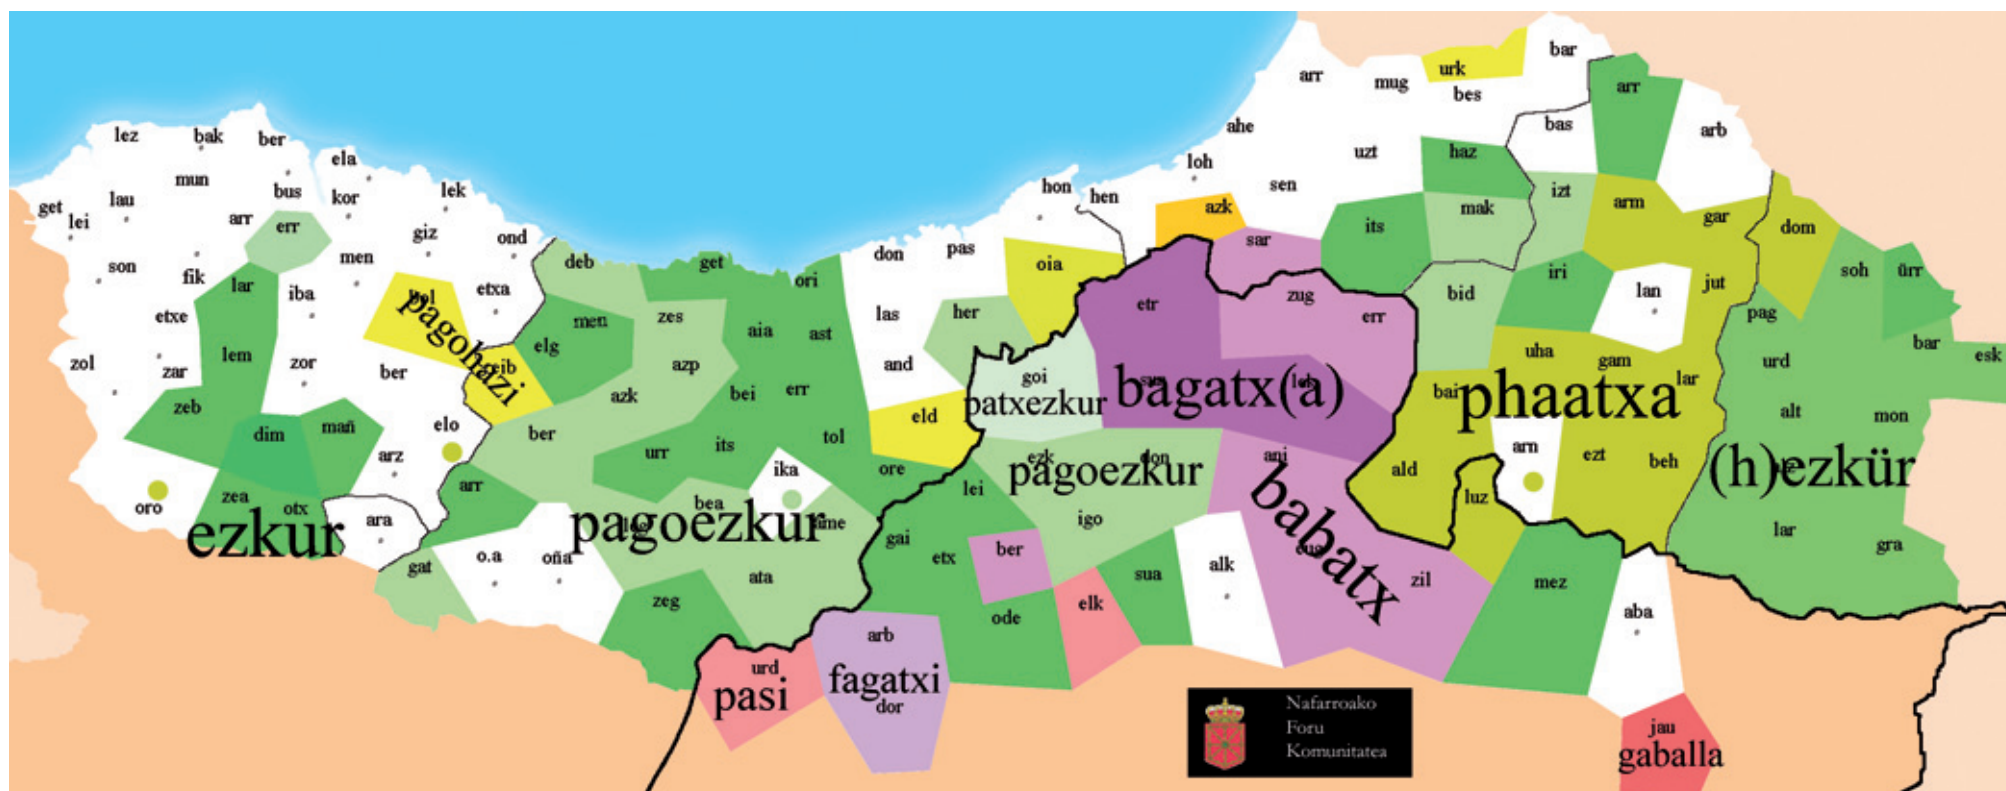 lez
bak
ber
ela
mun
bus
kor
lek
get
lei
lau
arr
err
giz
ond
son
fik
men
lar
iba
etxe
etxa
pagohazi
eib
zol
zar
lem
zor
ber
zeb
dim
mañ
elo
arz
oro
zea
otx
ara
ezkur
deb
get
ori
don
pas
hon
hen
oia
men
zes
elg
aia
ast
las
her
azp
and
azk
bei
err
ber
its
tol
eld
urr
ika
ore
arr
bea
ame
pagoezkur
gat
o.a
oña
ata
zeg
goi
patxezkur
lei
ezk
don
pagoezkur
igo
gai
etx
ber
ode
elk
sua
alk
urd
pasi
arb
fagatxi
dor
arr
mug
urk
bar
bes
ahe
uzt
haz
bas
arr
arb
loh
sen
azk
sar
its
mak
izt
arm
gar
dom
etr
zug
err
bid
iri
lan
jut
soh
ürr
bagatx(a)
ani
babatx
zil
bai
uha
gam
lar
phaatxa
pag
urd
bar
esk
alt
mon
ald
luz
arn
ezt
beh
(h)ezkür
lar
gra
mez
aba
jau
gaballa
Nafarroako
Foru
Komunitatea